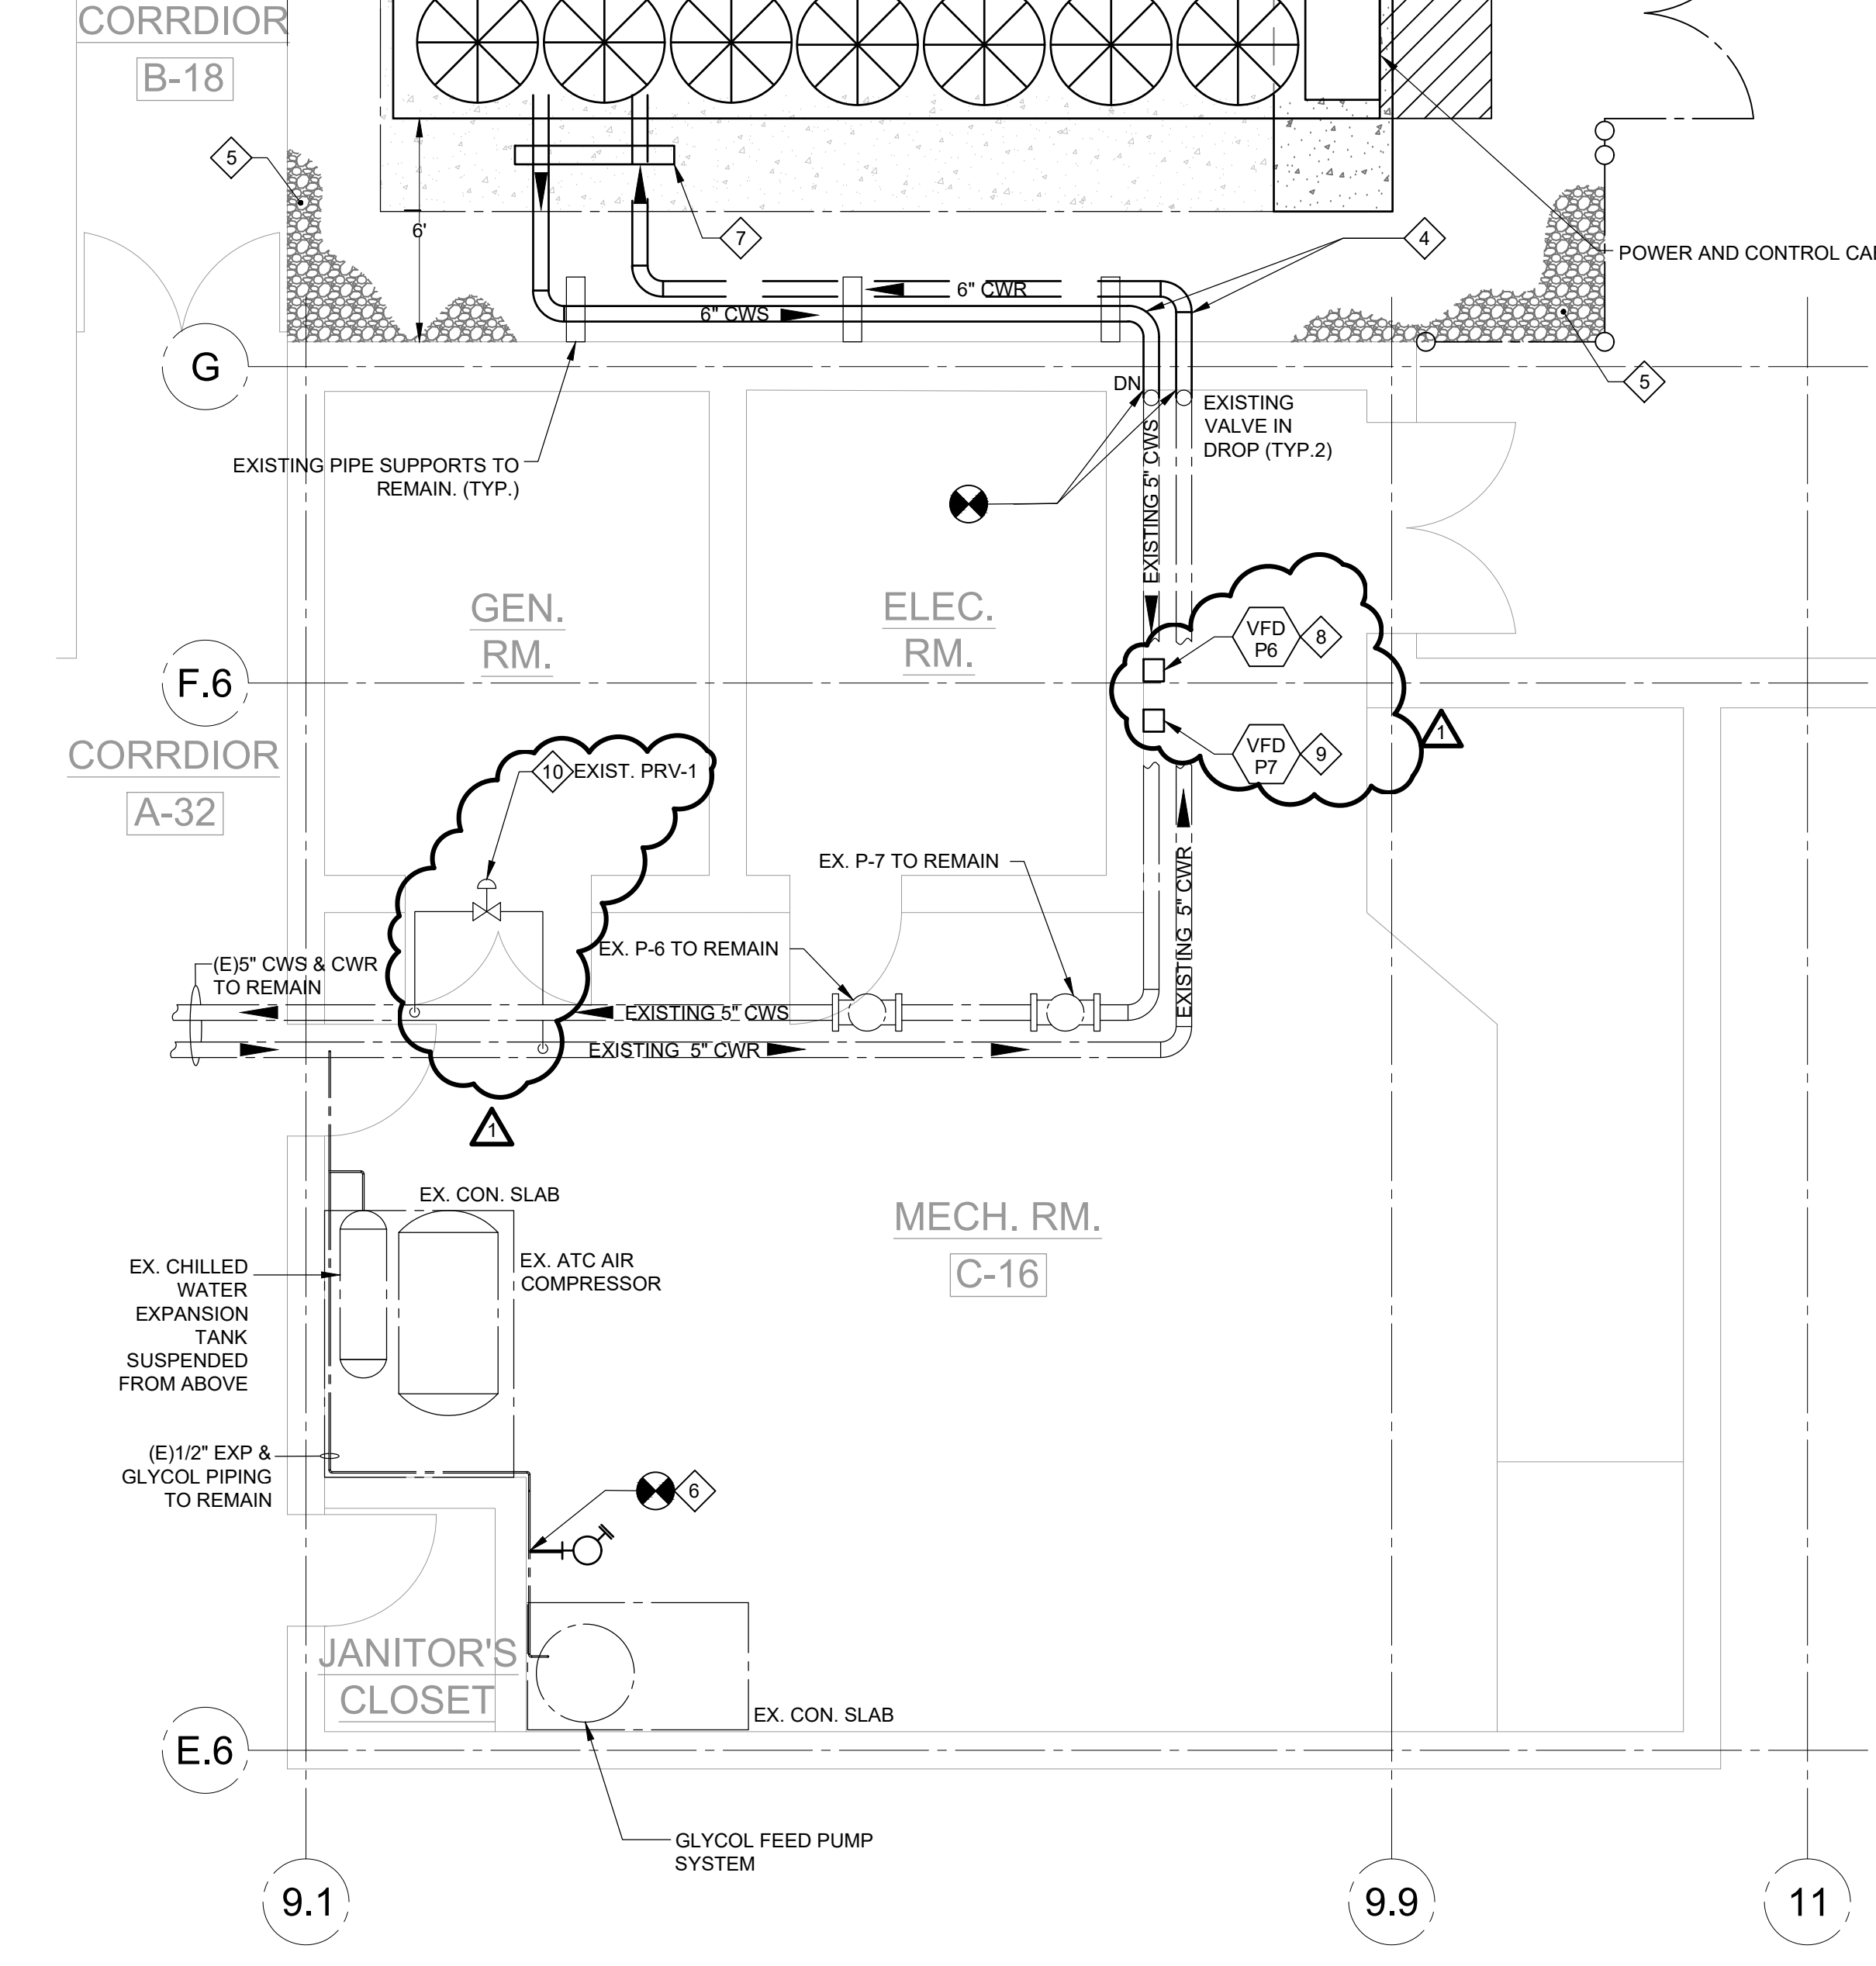 CORRDIOR
B-18
5
7
4
6'
POWER AND CONTROL
6" CWR
6" CWS
G
5
DN
EXISTING
VALVE IN
DROP (TYP.2)
EXISTING PIPE SUPPORTS TO
REMAIN. (TYP.)
EXISTING 5" CWS
GEN.
RM.
ELEC.
RM.
VFD
P6
8
F.6
VFD
P7
9
1
CORRDIOR
A-32
10
EXIST. PRV-1
EX. P-7 TO REMAIN
EX. P-6 TO REMAIN
EXISTING 5" CWR
(E)5" CWS & CWR
TO REMAIN
EXISTING 5" CWS
EXISTING 5" CWR
1
EX. CON. SLAB
MECH. RM.
C-16
EX. CHILLED
WATER
EXPANSION
TANK
SUSPENDED
FROM ABOVE
EX. ATC AIR
COMPRESSOR
(E)1/2" EXP &
GLYCOL PIPING
TO REMAIN
6
JANITOR'S
CLOSET
EX. CON. SLAB
E.6
GLYCOL FEED PUMP
SYSTEM
9.1
9.9
11